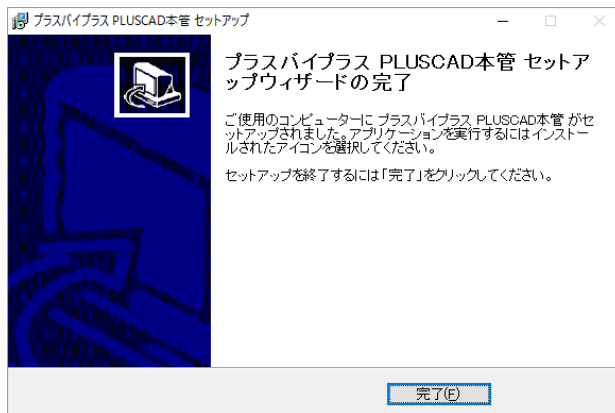 プラスバイプラス PLUSCAD本管 セットアップ
プラスバイプラス PLUSCAD本管 セットア
ップウィザードの完了
ご使用のコンピューターに プラスバイプラス PLUSCAD本管 がセ
ットアップされました。アプリケーションを実行するにはインストー
ルされたアイコンを選択してください。
セットアップを終了するには「完了」をクリックしてください。
完了(F)